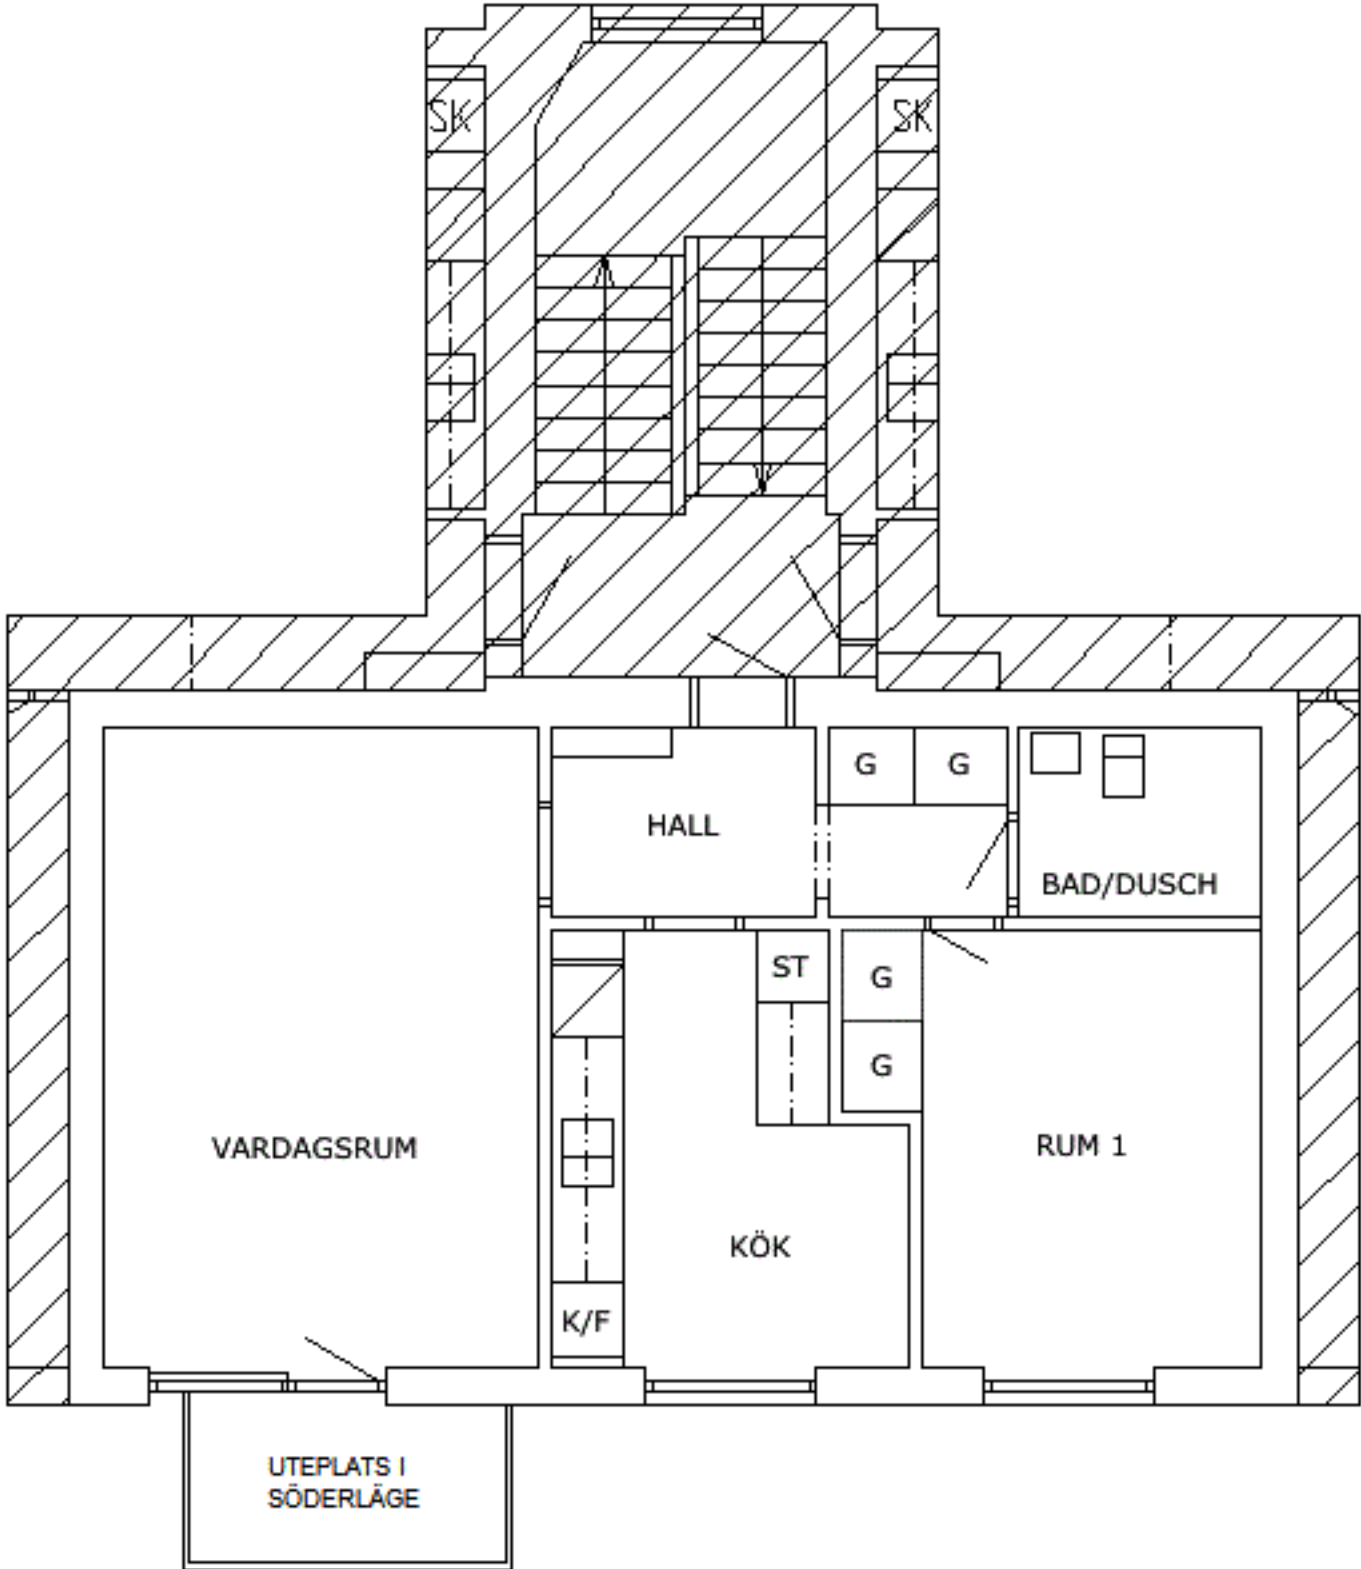 SK
SK
G
G
HALL
BAD/DUSCH
ST
G
G
VARDAGSRUM
RUM 1
KÖK
K/F
UTEPLATS I
SÖDERLÄGE